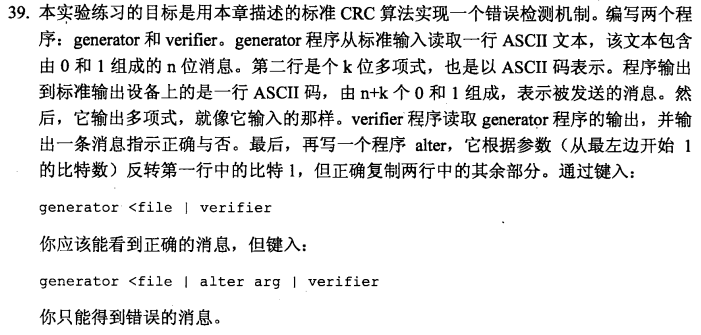 39. 本实验练习的目标是用本章描述的标准 CRC 算法实现一个错误检测机制。编写两个程
序：generator 和 verifier。generator 程序从标准输入读取一行 ASCII 文本，该文本包含
由 0 和 1 组成的 n 位消息。第二行是个 k 位多项式，也是以 ASCII 码表示。程序输出
到标准输出设备上的是一行 ASCII 码，由 n+k 个 0 和 1 组成，表示被发送的消息。然
后，它输出多项式，就像它输入的那样。verifier 程序读取 generator 程序的输出，并输
出一条消息指示正确与否。最后，再写一个程序 alter，它根据参数（从最左边开始 1
的比特数）反转第一行中的比特 1，但正确复制两行中的其余部分。通过键入：
generator <file | verifier
你应该能看到正确的消息，但键入：
generator <file | alter arg | verifier
你只能得到错误的消息。